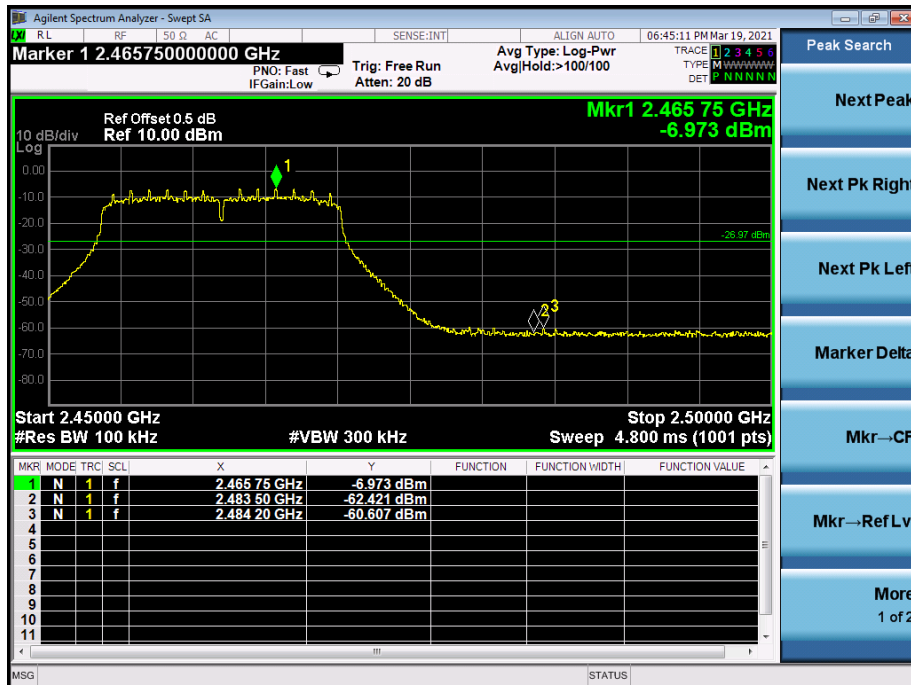 Agilent Spectrum Analyzer - Swept SA
LXI RL RF 50 Ω AC SENSE:INT ALIGN AUTO 06:45:11 PM Mar 19, 2021
Marker 1 2.465750000000 GHz
PNO: Fast
IFGain:Low
Trig: Free Run
Atten: 20 dB
Avg Type: Log-Pwr
Avg|Hold:>100/100
TRACE 1 2 3 4 5 6
TYPE M WWWWW
DET P N N N N N
Ref Offset 0.5 dB
10 dB/div Ref 10.00 dBm
Log
Mkr1 2.465 75 GHz
-6.973 dBm
0.00
-10.0
-20.0
-30.0
-40.0
-50.0
-60.0
-70.0
-80.0
1
-26.97 dBm
2 3
Start 2.45000 GHz Stop 2.50000 GHz
#Res BW 100 kHz #VBW 300 kHz Sweep 4.800 ms (1001 pts)
MKR MODE TRC SCL X Y FUNCTION FUNCTION WIDTH FUNCTION VALUE
1 N 1 f 2.465 75 GHz -6.973 dBm
2 N 1 f 2.483 50 GHz -62.421 dBm
3 N 1 f 2.484 20 GHz -60.607 dBm
4
5
6
7
8
9
10
11
MSG STATUS
Peak Search
Next Peak
Next Pk Right
Next Pk Left
Marker Delta
Mkr→CF
Mkr→Ref Lv
More
1 of 2